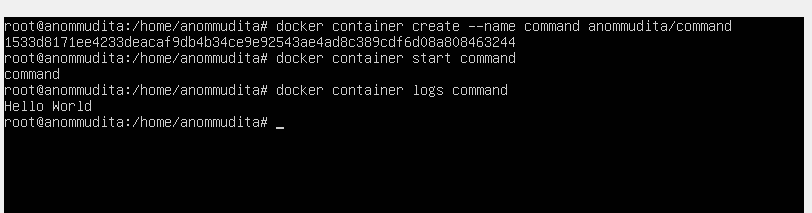 root@anommudita:/home/anommudita# docker container create --name command anommudita/command
1533d8171ee4233deacaf9db4b34ce9e92543ae4ad8c389cdf6d08a808463244
root@anommudita:/home/anommudita# docker container start command
command
root@anommudita:/home/anommudita# docker container logs command
Hello World
root@anommudita:/home/anommudita# _